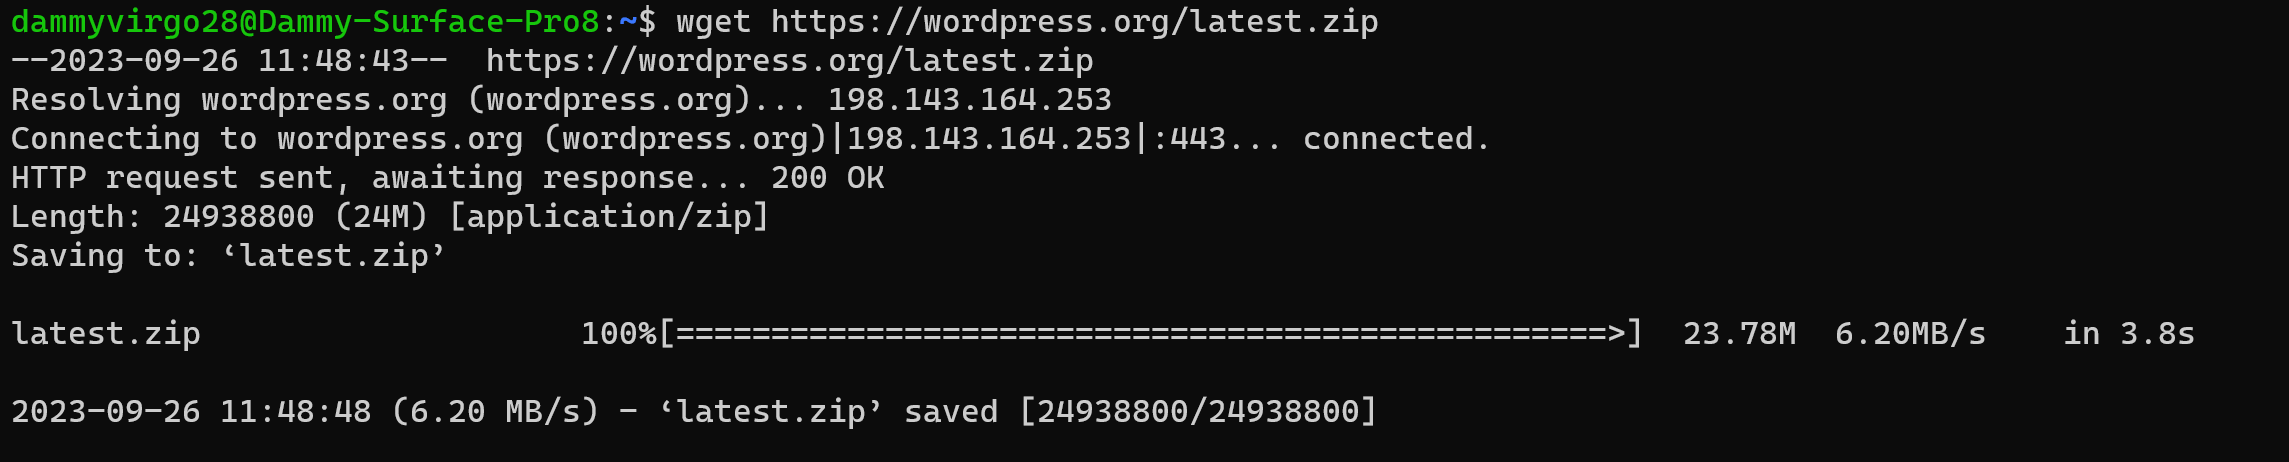 dammyvirgo28@Dammy-Surface-Pro8:~$ wget https://wordpress.org/latest.zip
--2023-09-26 11:48:43--  https://wordpress.org/latest.zip
Resolving wordpress.org (wordpress.org)... 198.143.164.253
Connecting to wordpress.org (wordpress.org)|198.143.164.253|:443... connected.
HTTP request sent, awaiting response... 200 OK
Length: 24938800 (24M) [application/zip]
Saving to: ‘latest.zip’
latest.zip                    100%[=================================================>]  23.78M  6.20MB/s    in 3.8s
2023-09-26 11:48:48 (6.20 MB/s) - ‘latest.zip’ saved [24938800/24938800]